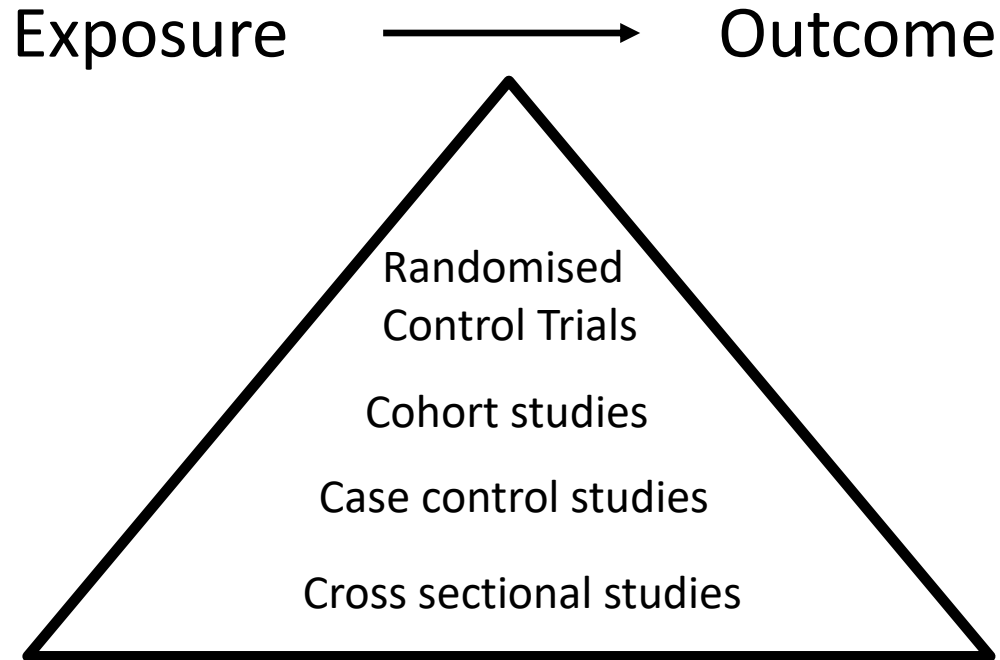 Exposure Outcome
Randomised
Control Trials
Cohort studies
Case control studies
Cross sectional studies